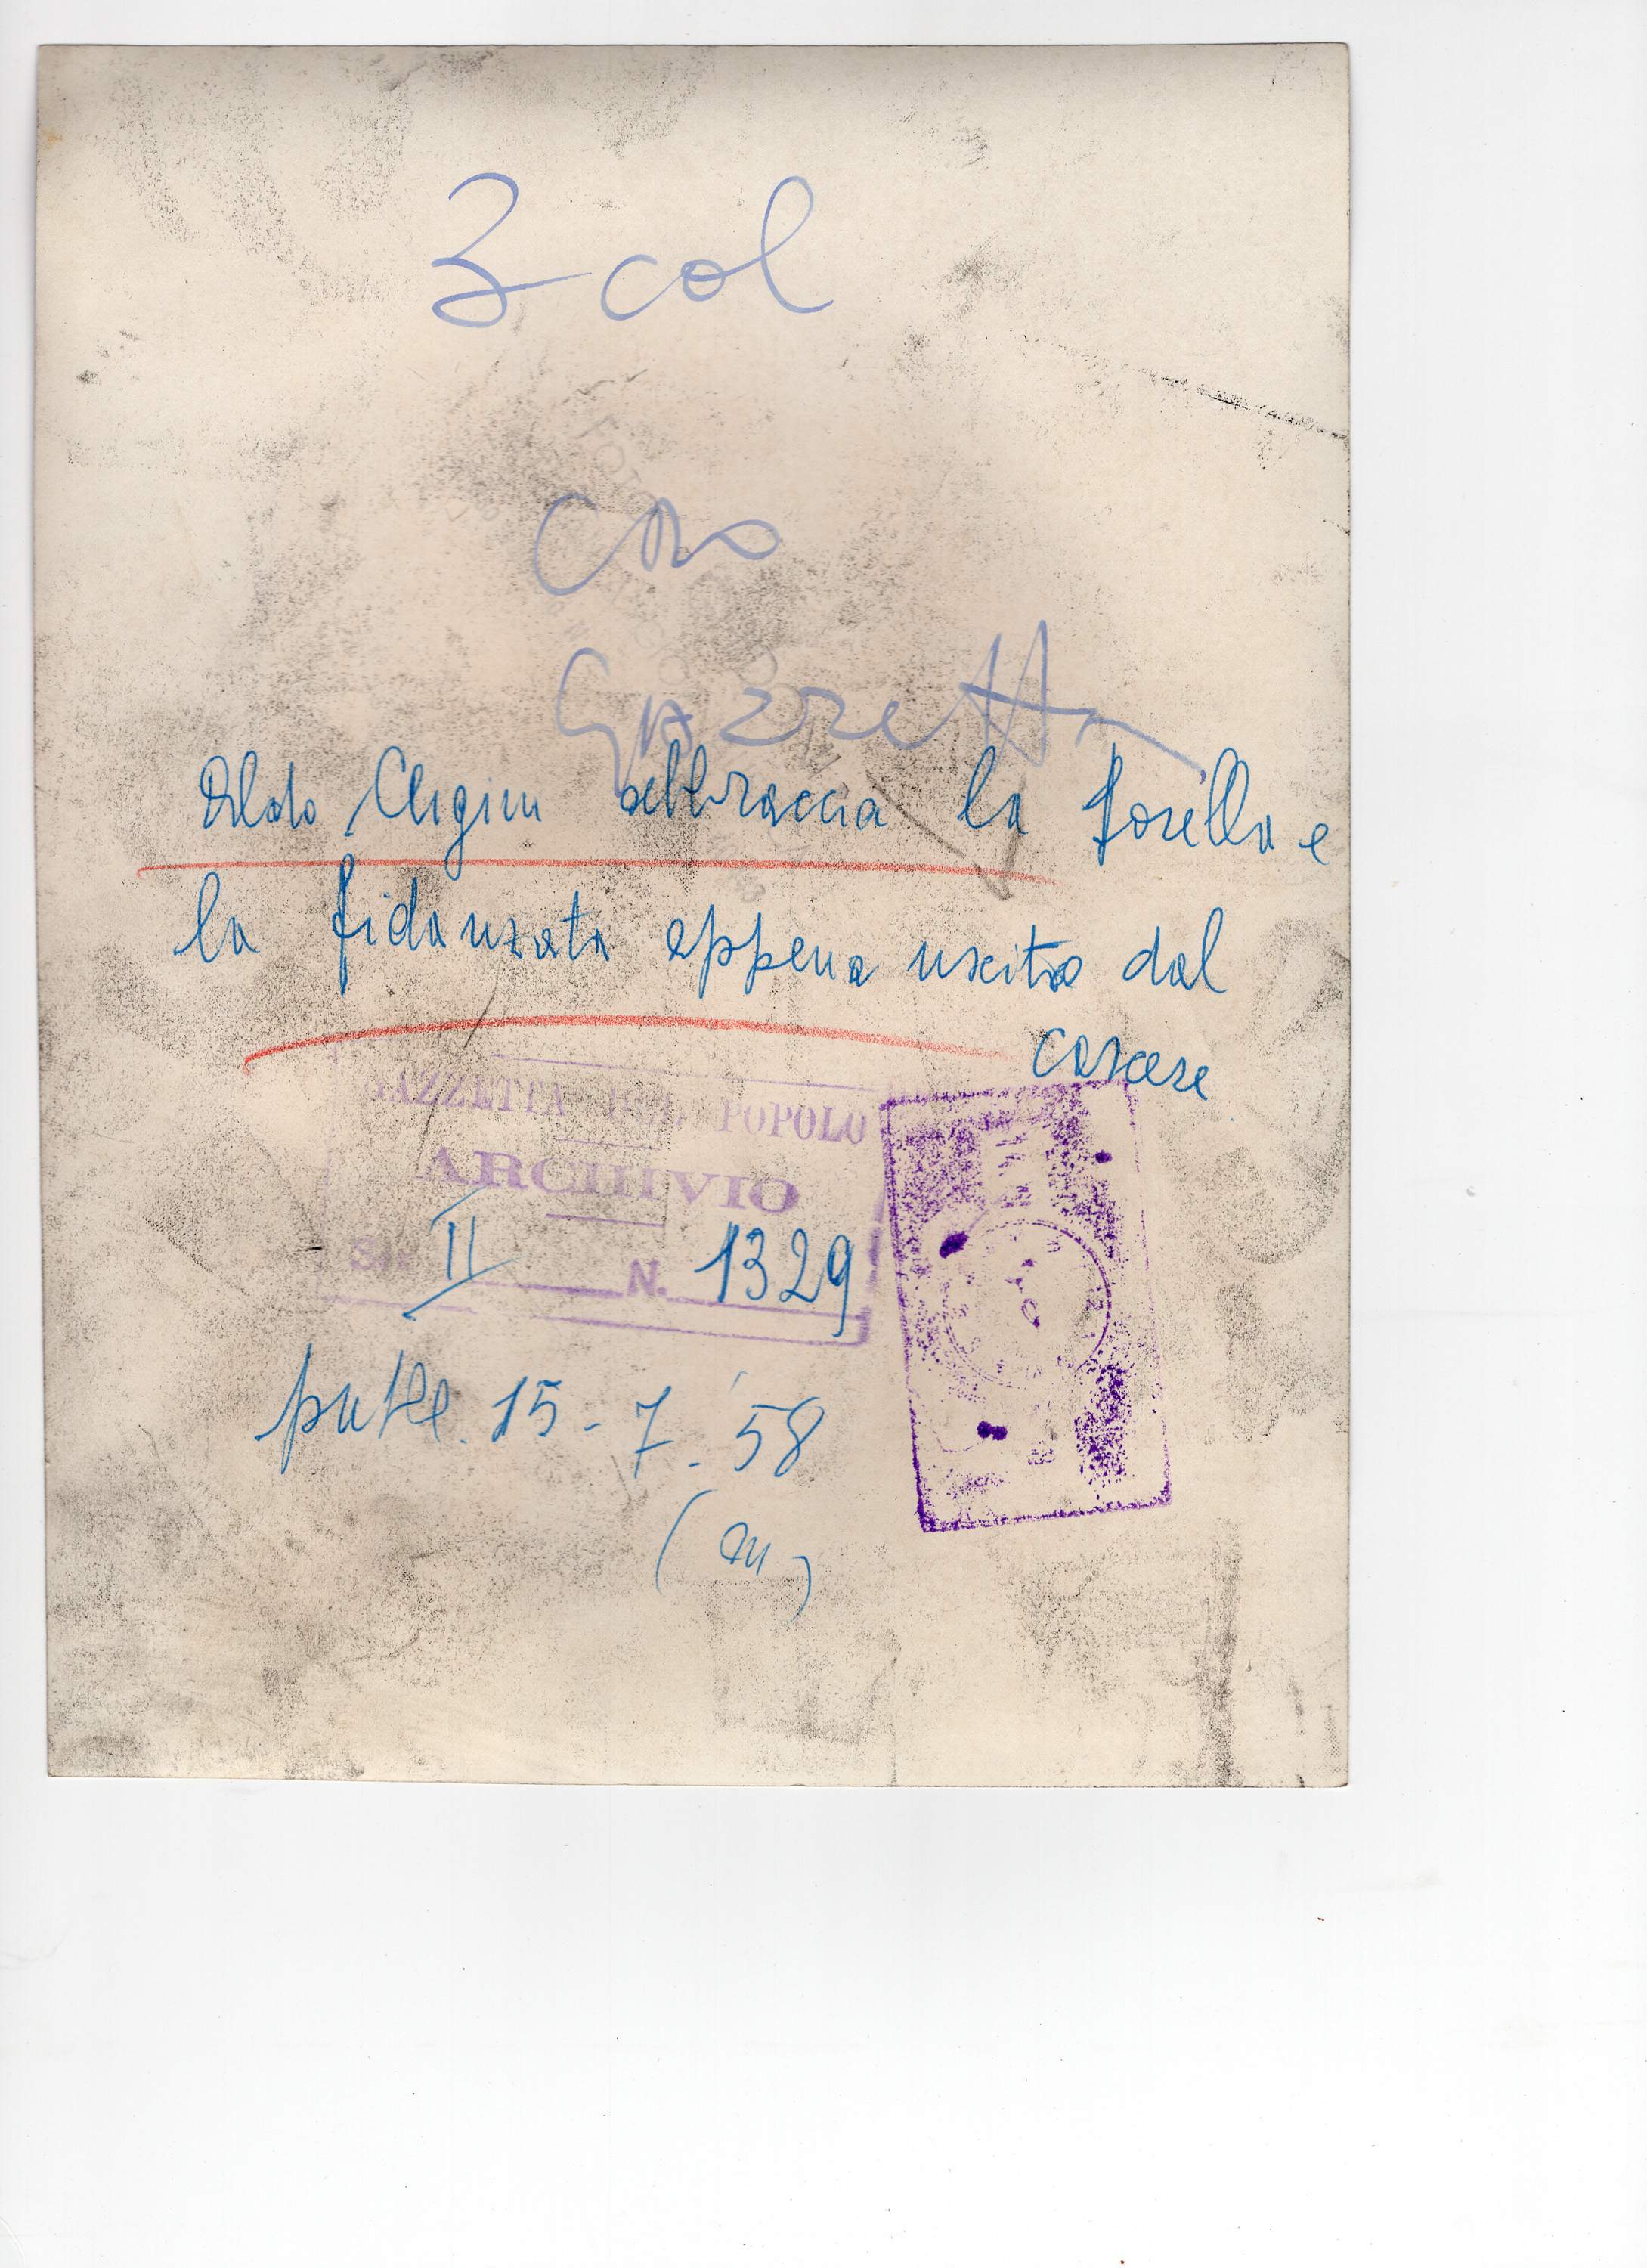 3 col
Cro
Gazzetta
Aldo abbraccia la sorella e
la fidanzata appena uscito dal
carcere
GAZZETTA DEL POPOLO
ARCHIVIO
II N. 1329
pubbl. 15-7-'58
(m)